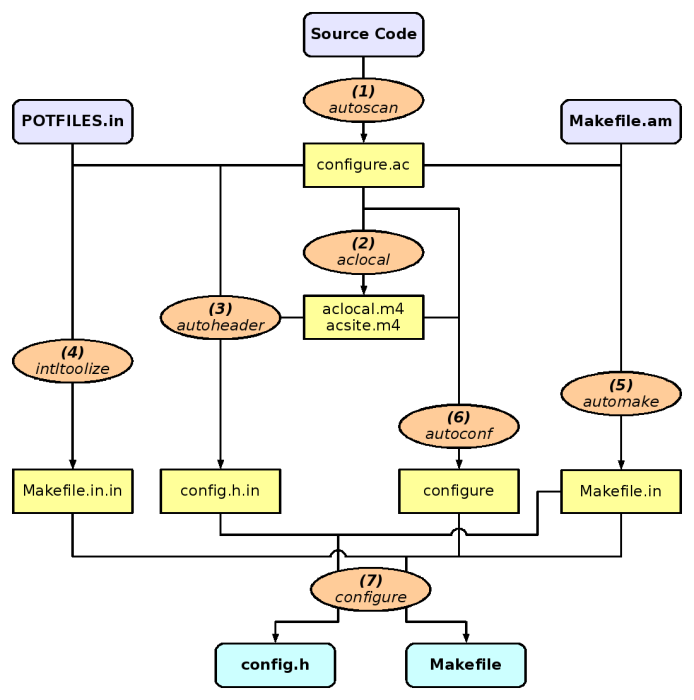 Source Code
(1)
autoscan
POTFILES.in
Makefile.am
configure.ac
(2)
aclocal
(3)
autoheader
aclocal.m4
acsite.m4
(4)
intltoolize
(5)
automake
(6)
autoconf
Makefile.in.in
config.h.in
configure
Makefile.in
(7)
configure
config.h
Makefile